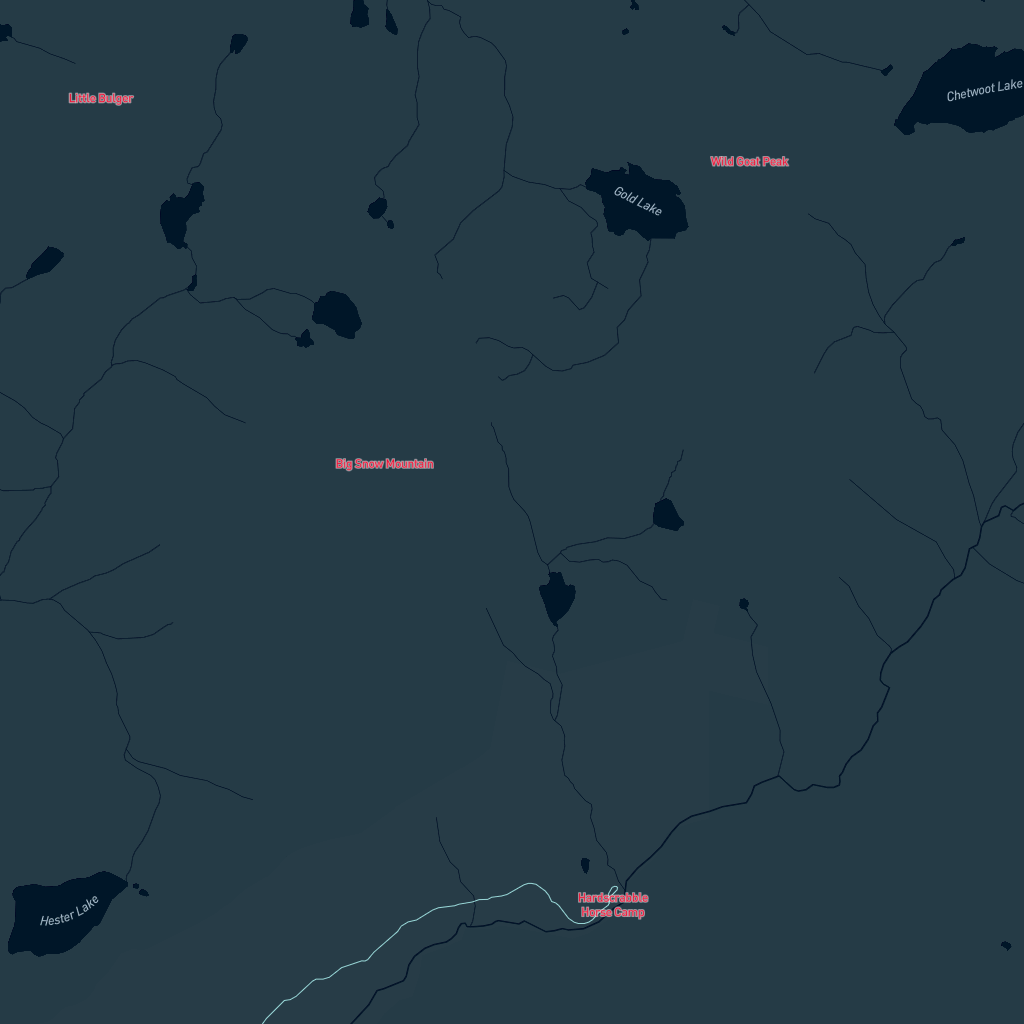 Chetwoot Lake
Little Bulger
Wild Goat Peak
Gold Lake
Big Snow Mountain
Hardscrabble
Horse Camp
Hester Lake